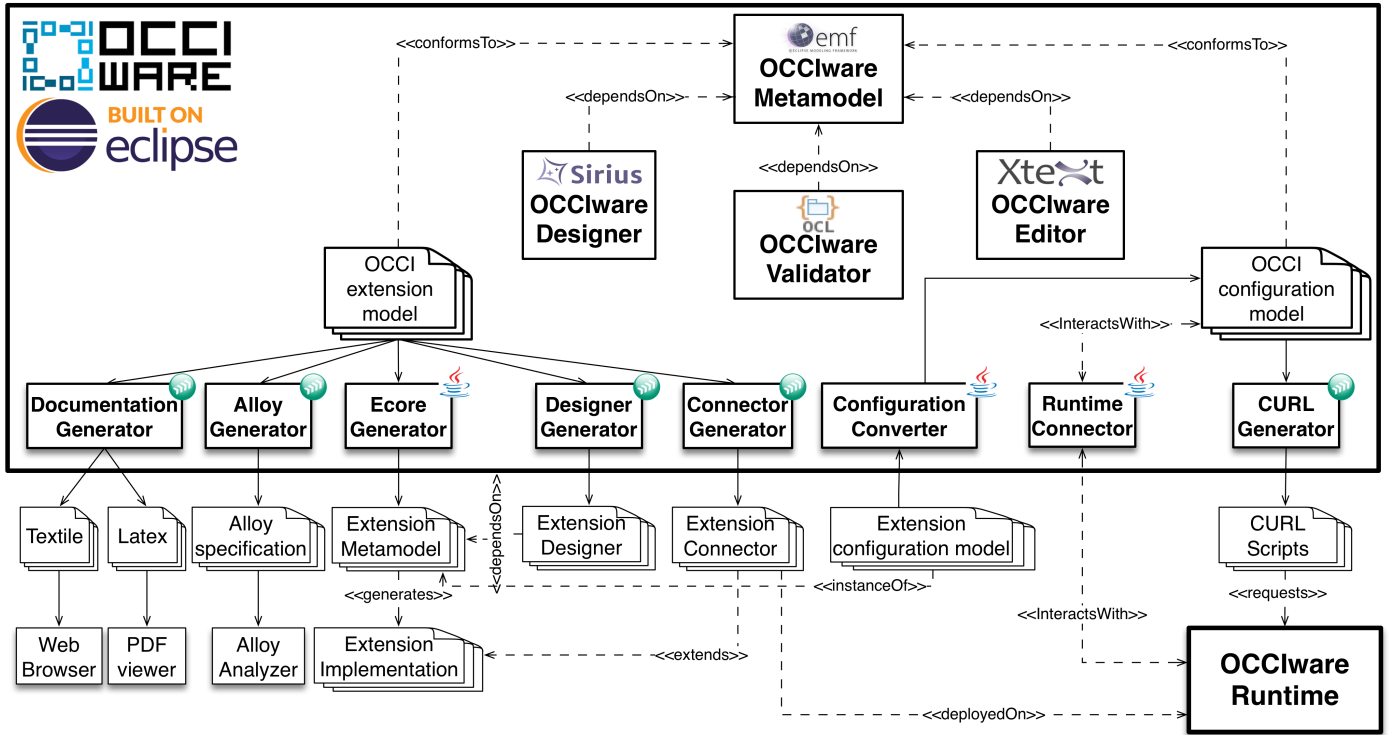 OCCI
WARE
BUILT ON
eclipse
<<conformsTo>>
emf
ECLIPSE MODELING FRAMEWORK
OCCIware
Metamodel
<<conformsTo>>
<<dependsOn>>
<<dependsOn>>
<<dependsOn>>
Sirius
OCCIware
Designer
{OCL}
OCCIware
Validator
Xtext
OCCIware
Editor
OCCI
extension
model
OCCI
configuration
model
<<InteractsWith>>
Documentation
Generator
Alloy
Generator
Ecore
Generator
Designer
Generator
Connector
Generator
Configuration
Converter
Runtime
Connector
CURL
Generator
Textile
Latex
Alloy
specification
Extension
Metamodel
<<dependsOn>>
Extension
Designer
Extension
Connector
Extension
configuration model
CURL
Scripts
<<generates>>
<<instanceOf>>
<<requests>>
<<InteractsWith>>
Web
Browser
PDF
viewer
Alloy
Analyzer
Extension
Implementation
<<extends>>
<<deployedOn>>
OCCIware
Runtime